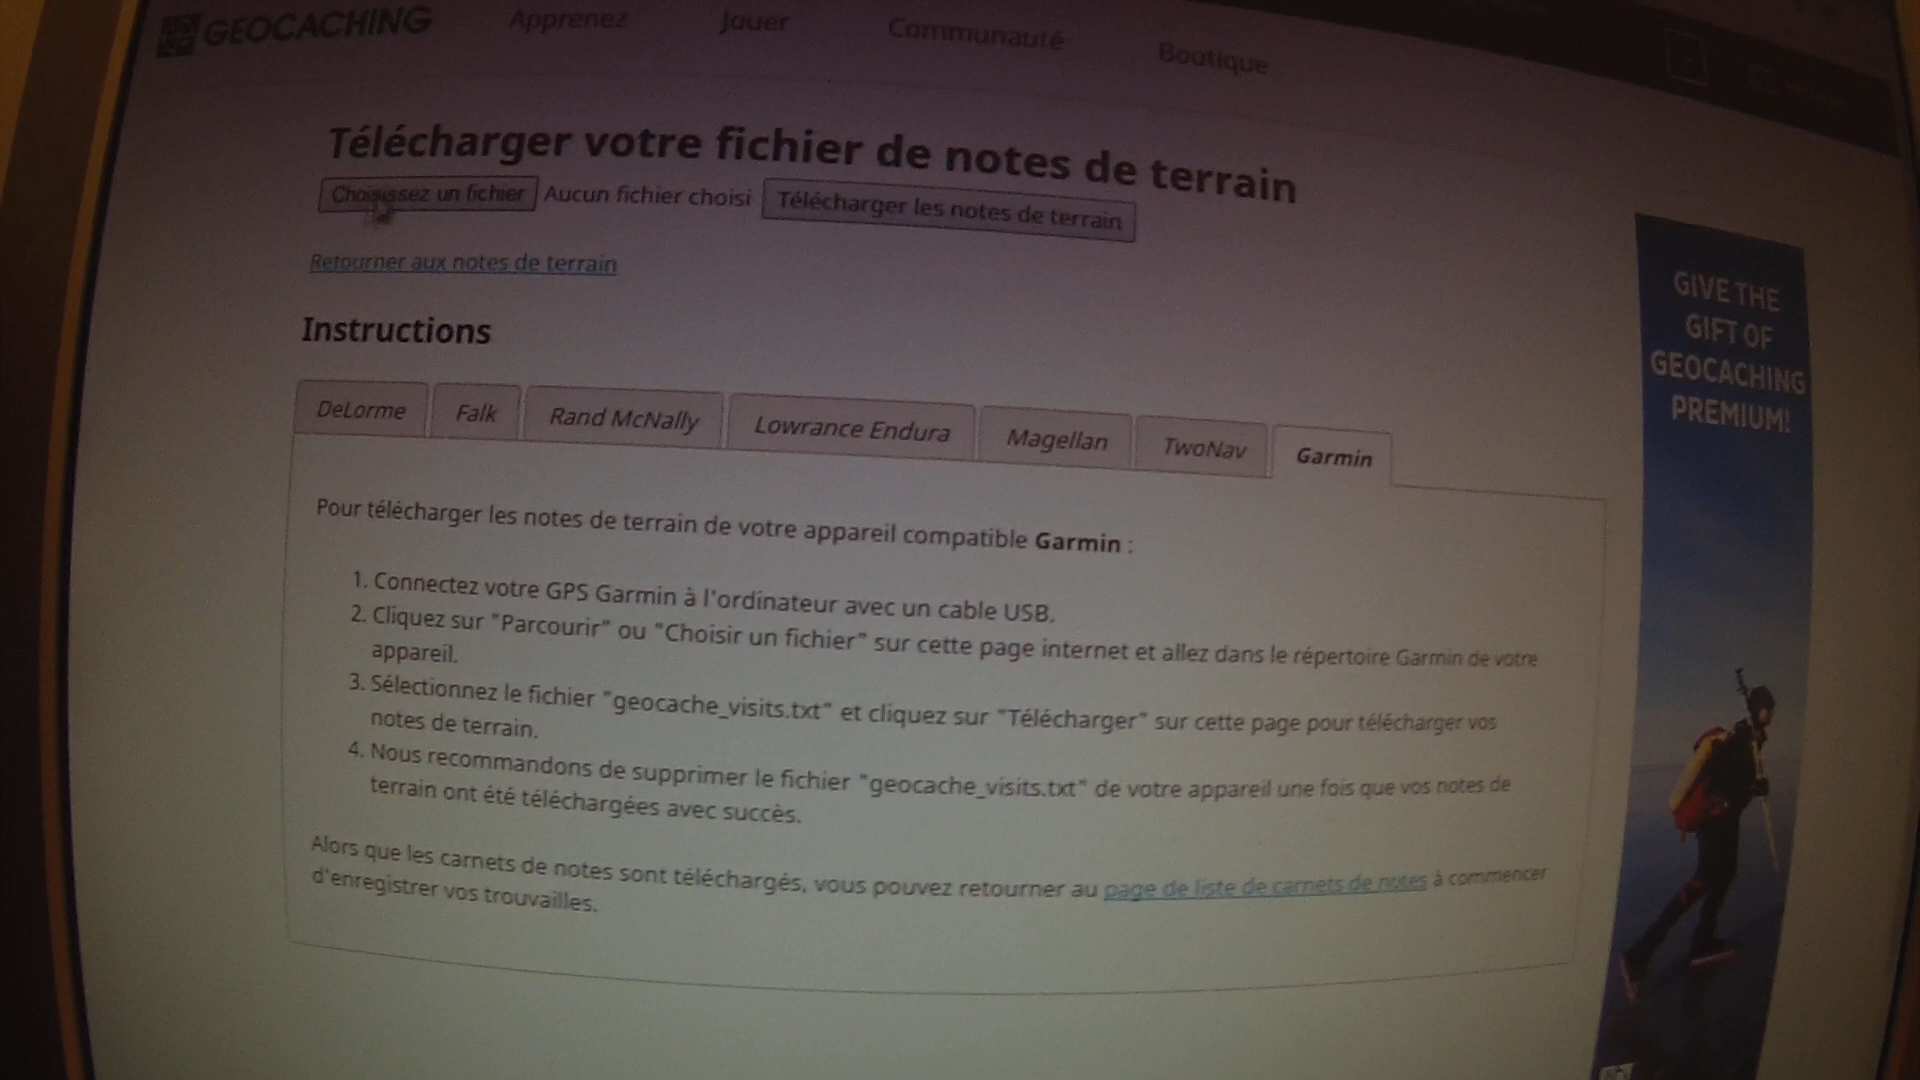 GEOCACHING
Apprenez
Jouer
Communauté
Boutique
Télécharger votre fichier de notes de terrain
Choisissez un fichier Aucun fichier choisi Télécharger les notes de terrain
Retourner aux notes de terrain
Instructions
DeLorme
Falk
Rand McNally
Lowrance Endura
Magellan
TwoNav
Garmin
Pour télécharger les notes de terrain de votre appareil compatible Garmin :
1. Connectez votre GPS Garmin à l'ordinateur avec un cable USB.
2. Cliquez sur "Parcourir" ou "Choisir un fichier" sur cette page internet et allez dans le répertoire Garmin de votre
appareil.
3. Sélectionnez le fichier "geocache_visits.txt" et cliquez sur "Télécharger" sur cette page pour télécharger vos
notes de terrain.
4. Nous recommandons de supprimer le fichier "geocache_visits.txt" de votre appareil une fois que vos notes de
terrain ont été téléchargées avec succès.
Alors que les carnets de notes sont téléchargés, vous pouvez retourner au page de liste de carnets de notes à commencer
d'enregistrer vos trouvailles.
GIVE THE
GIFT OF
GEOCACHING
PREMIUM!